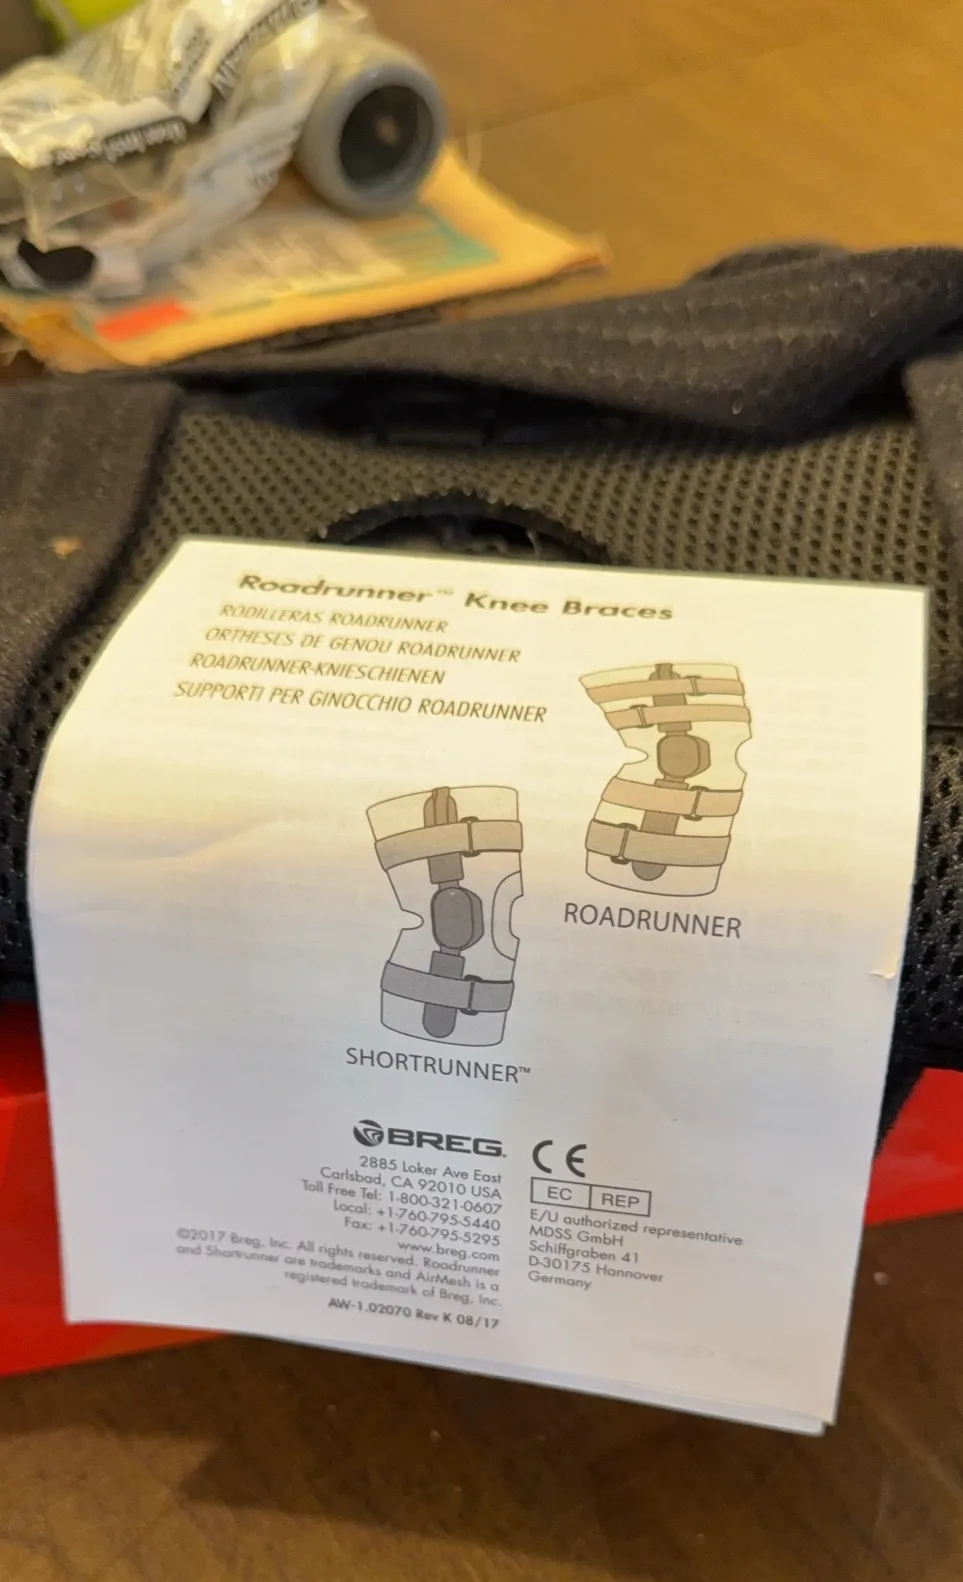 Roadrunner™ Knee Braces
RODILLERAS ROADRUNNER
ORTHESES DE GENOU ROADRUNNER
ROADRUNNER-KNIESCHIENEN
SUPPORTI PER GINOCCHIO ROADRUNNER
ROADRUNNER
SHORTRUNNER™
BREG.
2885 Loker Ave East
Carlsbad, CA 92010 USA
Toll Free Tel: 1-800-321-0607
Local: +1-760-795-5440
Fax: +1-760-795-5295
www.breg.com
©2017 Breg, Inc. All rights reserved. Roadrunner
and Shortrunner are trademarks and AirMesh is a
registered trademark of Breg, Inc.
AW-1.02070 Rev K 08/17
CE
EC REP
E/U authorized representative
MDSS GmbH
Schiffgraben 41
D-30175 Hannover
Germany